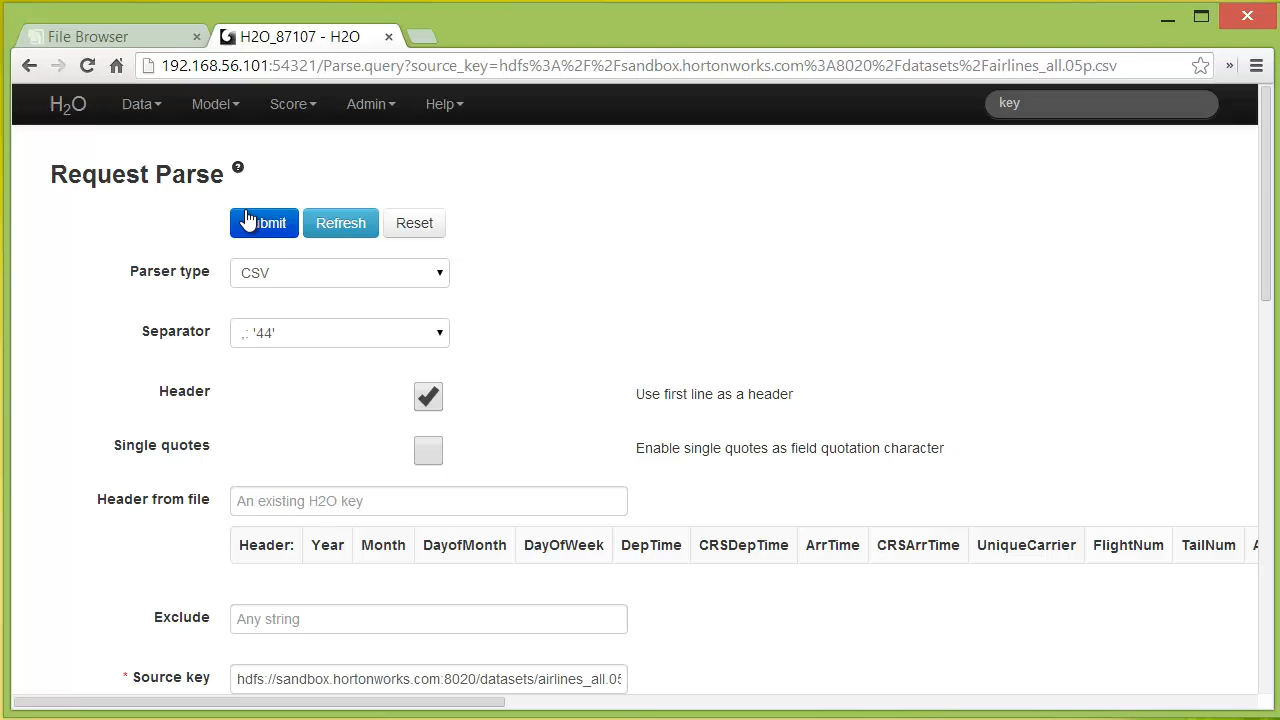 File Browser ×
H2O_87107 - H2O ×
192.168.56.101:54321/Parse.query?source_key=hdfs%3A%2F%2Fsandbox.hortonworks.com%3A8020%2Fdatasets%2Fairlines_all.05p.csv »
H2O Data Model Score Admin Help key
Request Parse ?
Refresh Reset
Parser type CSV
Separator ,: '44'
Header Use first line as a header
Single quotes Enable single quotes as field quotation character
Header from file An existing H2O key
Header: Year Month DayofMonth DayOfWeek DepTime CRSDepTime ArrTime CRSArrTime UniqueCarrier FlightNum TailNum
Exclude Any string
* Source key hdfs://sandbox.hortonworks.com:8020/datasets/airlines_all.05